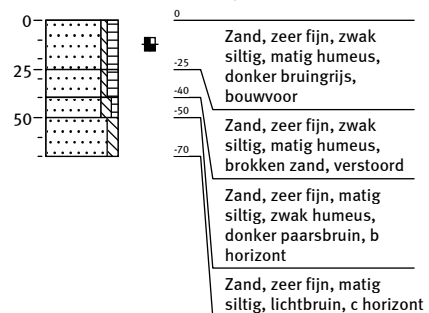 0
0
Zand, zeer fijn, zwak
siltig, matig humeus,
donker bruingrijs,
bouwvoor
25
-25
Zand, zeer fijn, zwak
siltig, matig humeus,
brokken zand, verstoord
-40
50
-50
Zand, zeer fijn, matig
siltig, zwak humeus,
donker paarsbruin, b
horizont
-70
Zand, zeer fijn, matig
siltig, lichtbruin, c horizont